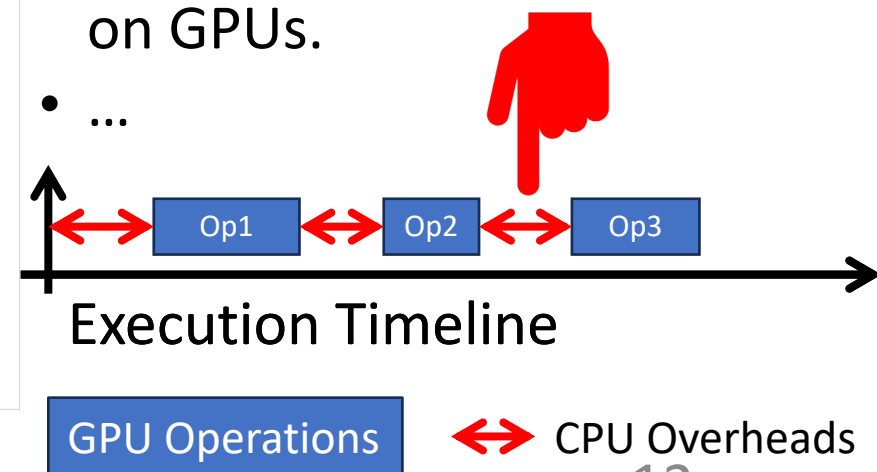 on GPUs.
• ...
Op1 Op2 Op3
Execution Timeline
GPU Operations CPU Overheads